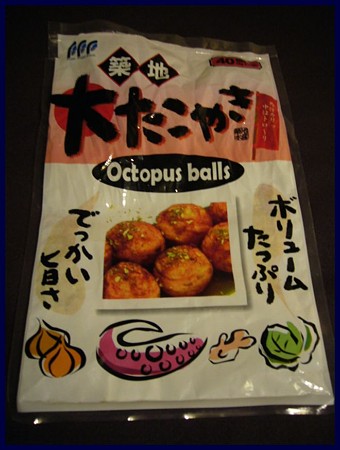 築地
大たこやき
Octopus balls
ボリューム
たっぷり
でっかい
旨さ